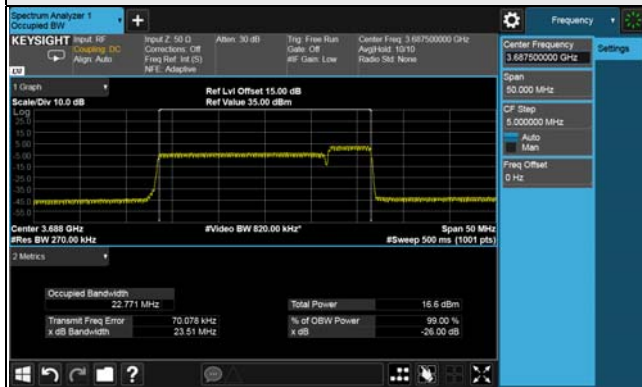 Spectrum Analyzer 1
Occupied BW
+
Frequency
KEYSIGHT
Input: RF
Coupling: DC
Align: Auto
Input Z: 50 Ω
Corrections: Off
Freq Ref: Int (S)
NFE: Adaptive
Atten: 30 dB
Trig: Free Run
Gate: Off
#IF Gain: Low
Center Freq: 3.687500000 GHz
Avg|Hold: 10/10
Radio Std: None
LXI
Center Frequency
3.687500000 GHz
Settings
Span
50.000 MHz
CF Step
5.000000 MHz
Auto
Man
Freq Offset
0 Hz
1 Graph
Scale/Div 10.0 dB
Ref Lvl Offset 15.00 dB
Ref Value 35.00 dBm
Log
25.0
15.0
5.00
-5.00
-15.0
-25.0
-35.0
-45.0
-55.0
Center 3.688 GHz
#Video BW 820.00 kHz*
Span 50 MHz
#Res BW 270.00 kHz
#Sweep 500 ms (1001 pts)
2 Metrics
Occupied Bandwidth
22.771 MHz
Total Power 16.6 dBm
Transmit Freq Error 70.078 kHz
% of OBW Power 99.00 %
x dB Bandwidth 23.51 MHz
x dB -26.00 dB
?